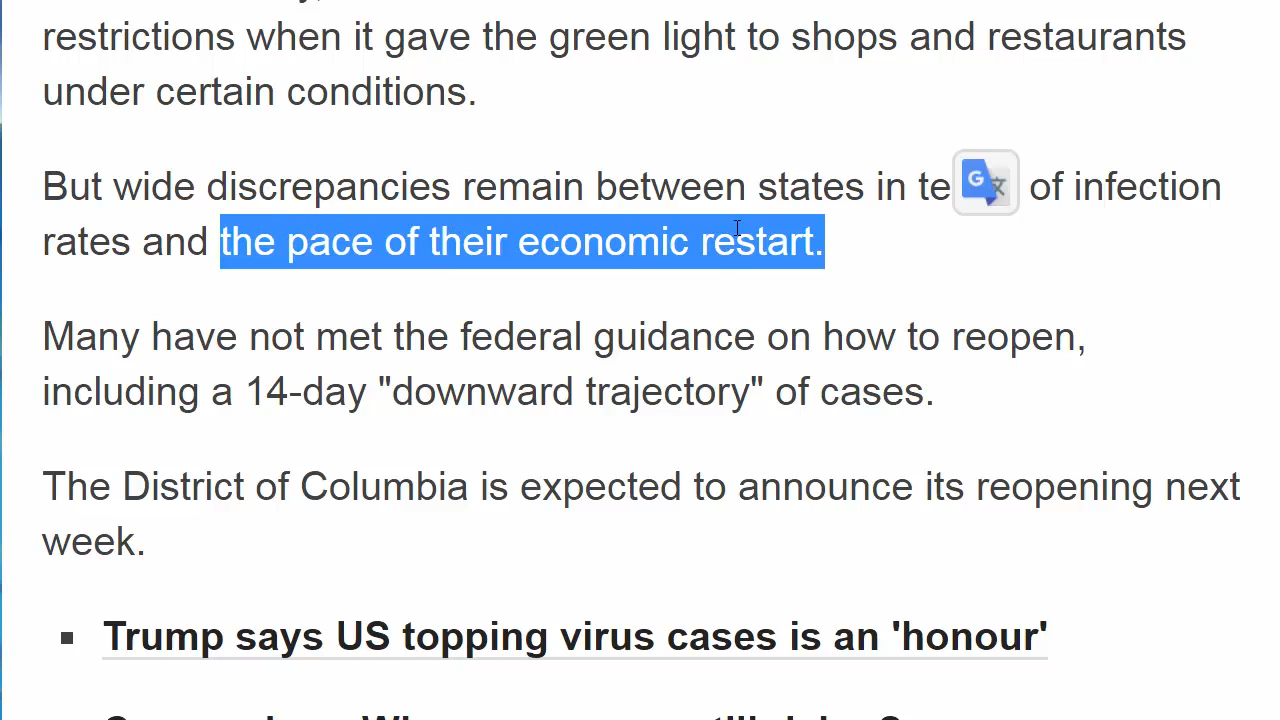 restrictions when it gave the green light to shops and restaurants
under certain conditions.
But wide discrepancies remain between states in te of infection
rates and the pace of their economic restart.
Many have not met the federal guidance on how to reopen,
including a 14-day "downward trajectory" of cases.
The District of Columbia is expected to announce its reopening next
week.
▪ Trump says US topping virus cases is an 'honour'